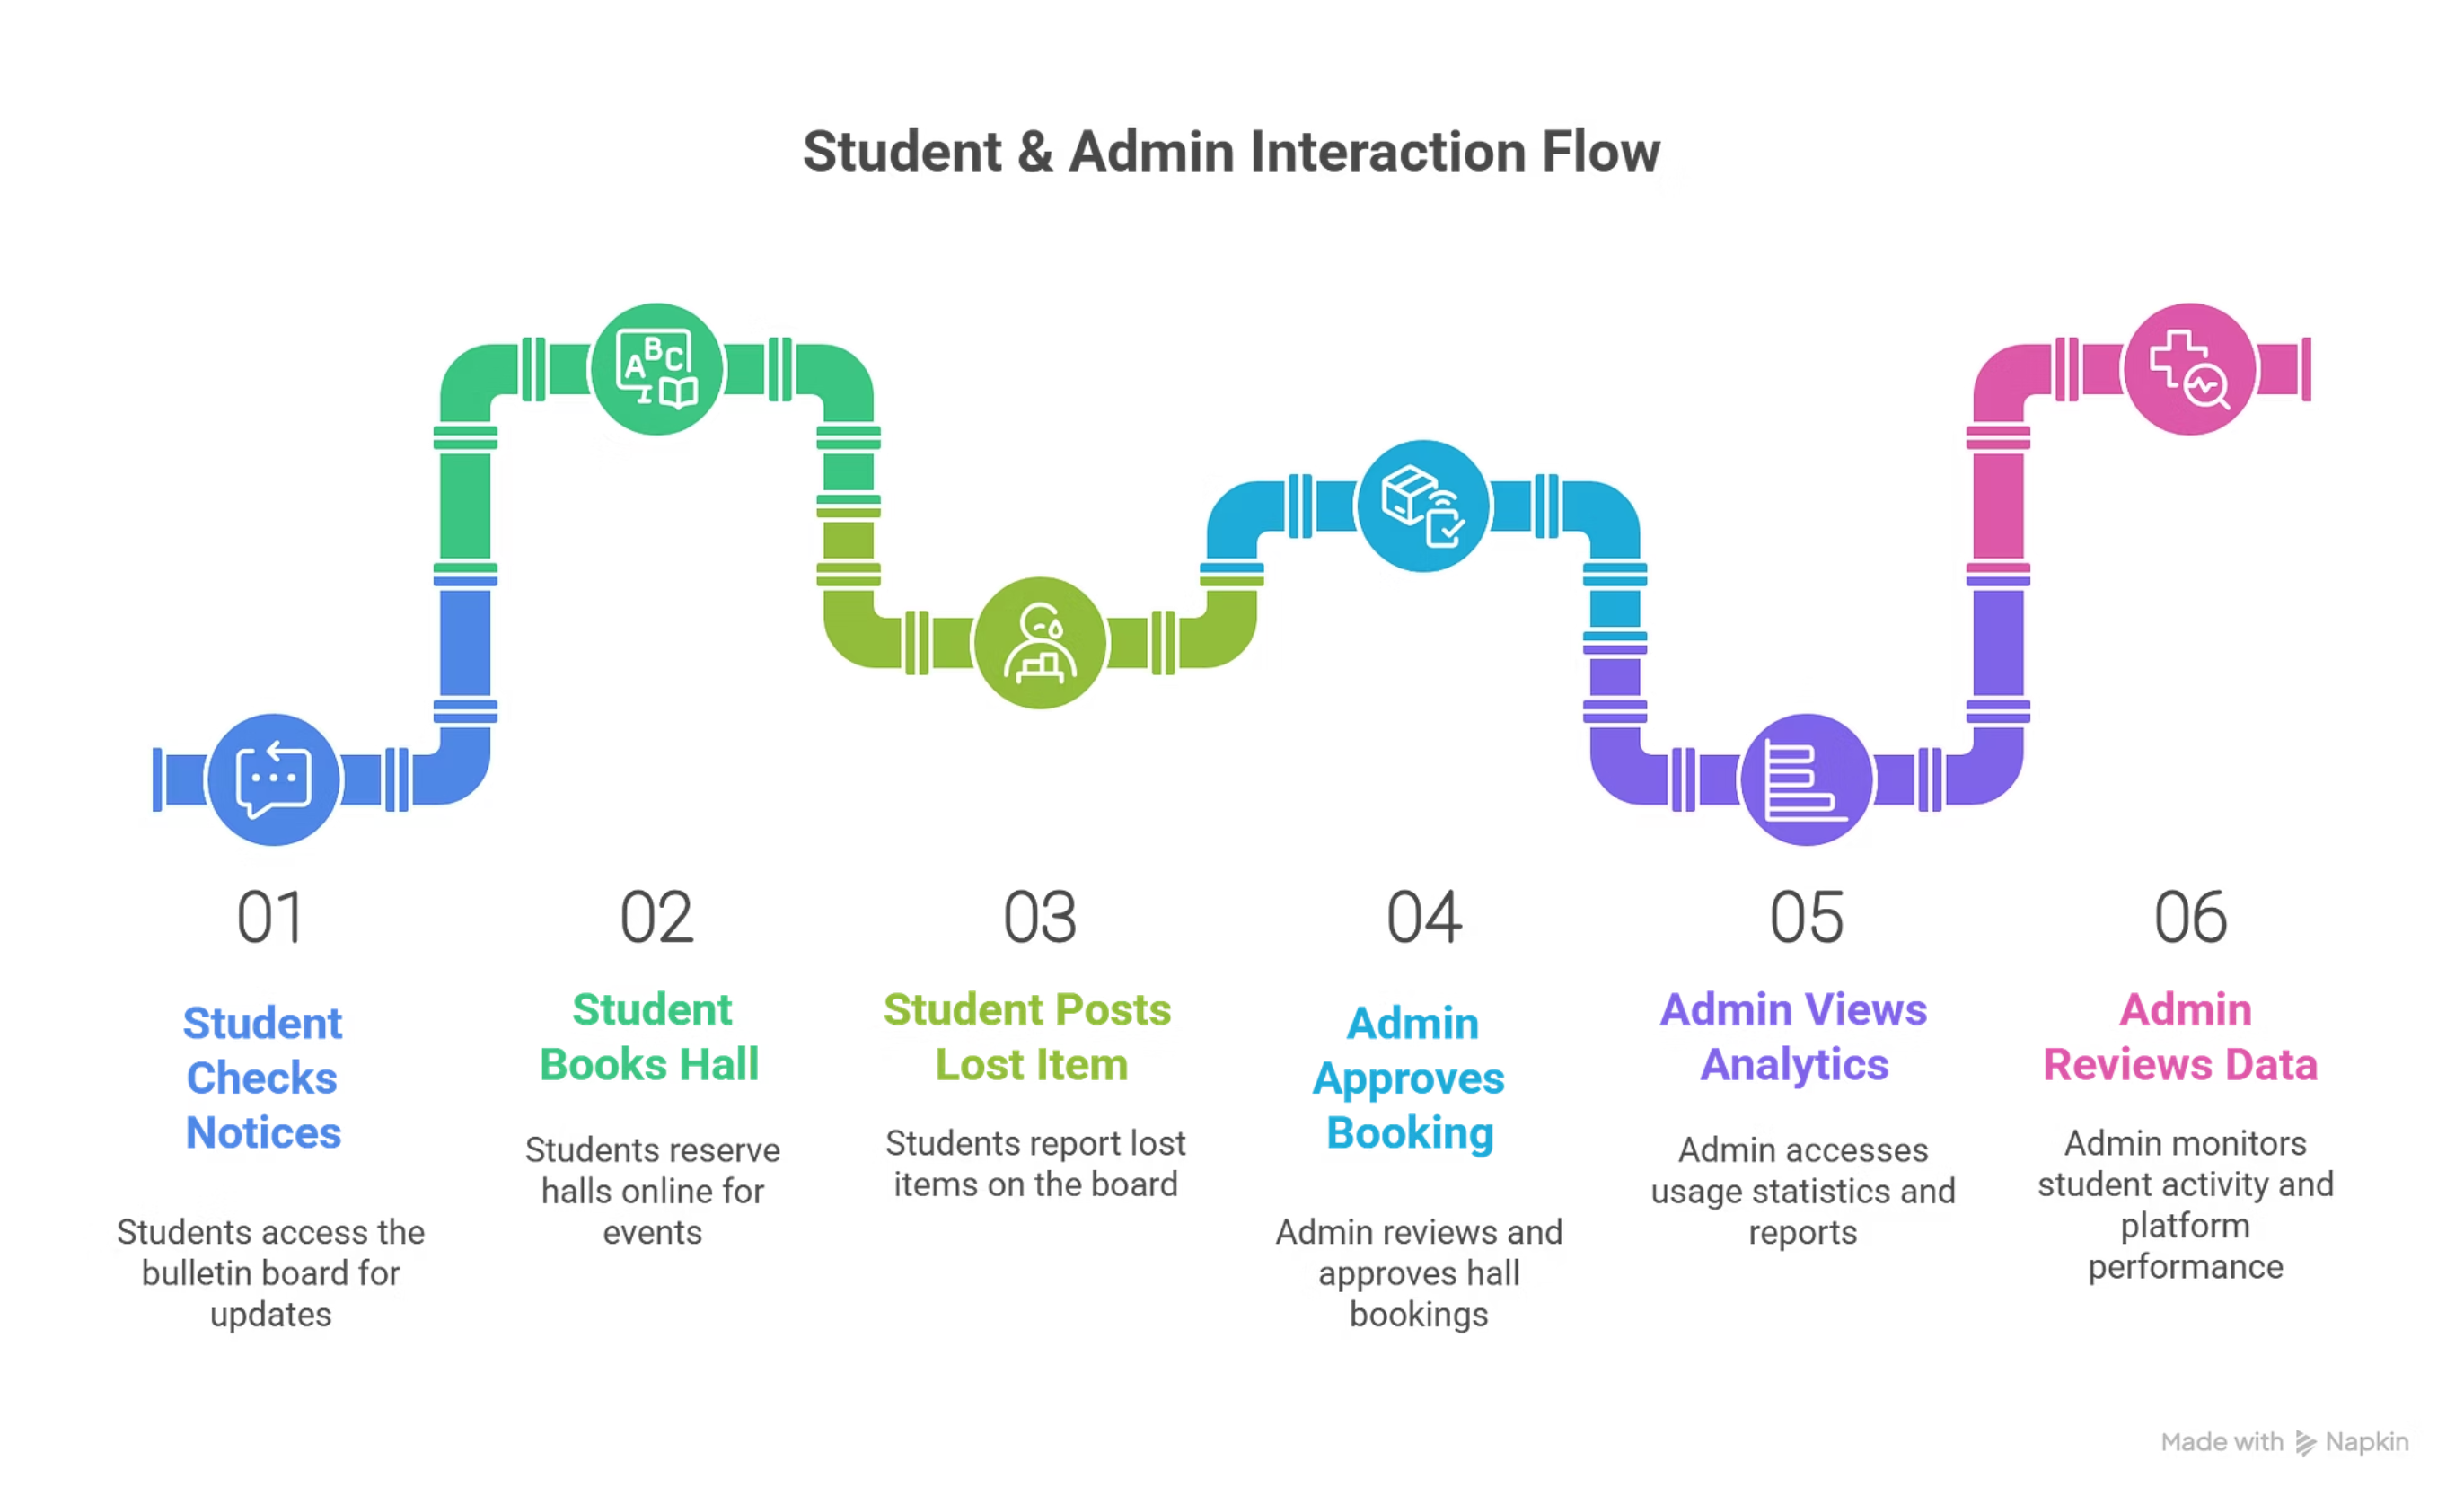 Student & Admin Interaction Flow
A B C
01
Student
Checks
Notices
Students access the
bulletin board for
updates
02
Student
Books Hall
Students reserve
halls online for
events
03
Student Posts
Lost Item
Students report lost
items on the board
04
Admin
Approves
Booking
Admin reviews and
approves hall
bookings
05
Admin Views
Analytics
Admin accesses
usage statistics and
reports
06
Admin
Reviews Data
Admin monitors
student activity and
platform
performance
Made with Napkin